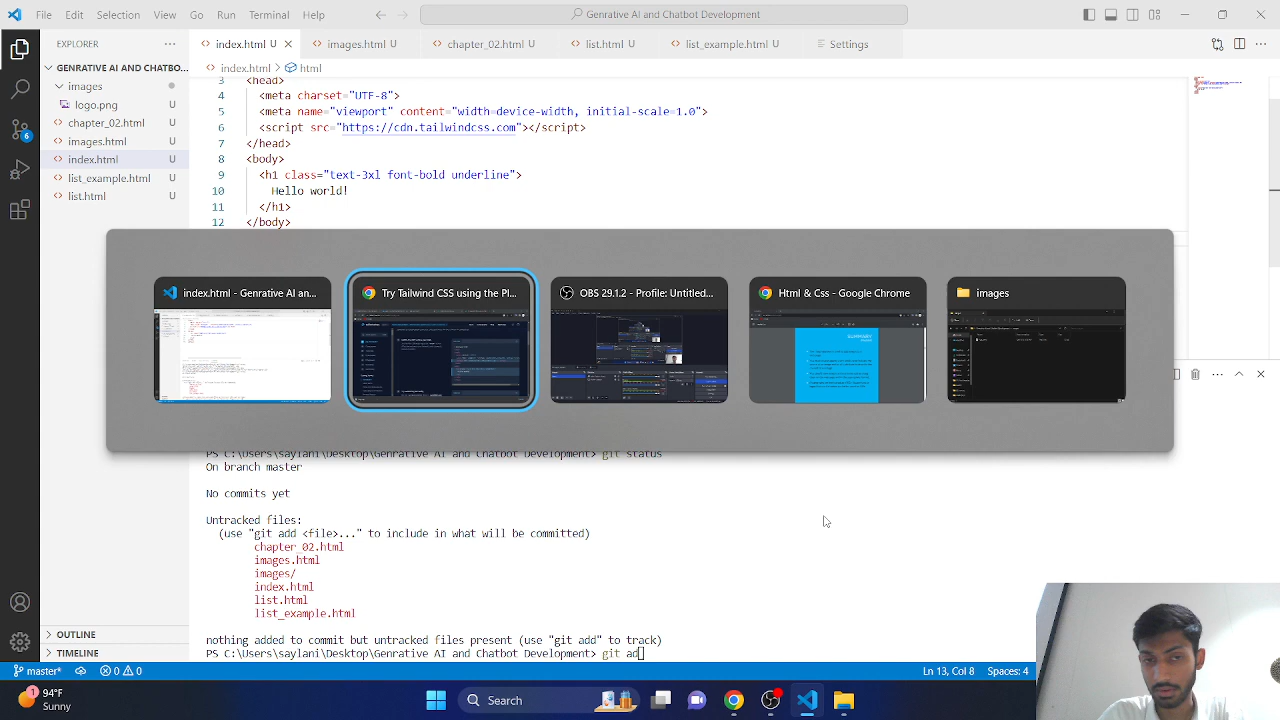 File Edit Selection View Go Run Terminal Help
Genrative AI and Chatbot Development
EXPLORER
index.html U
images.html U
chapter_02.html U
list.html U
list_example.html U
Settings
GENRATIVE AI AND CHATBO...
index.html > html
images
logo.png U
chapter_02.html U
images.html U
index.html U
list_example.html U
list.html U
6
3 <head>
4 <meta charset="UTF-8">
5 <meta name="viewport" content="width=device-width, initial-scale=1.0">
6 <script src="https://cdn.tailwindcss.com"></script>
7 </head>
8 <body>
9 <h1 class="text-3xl font-bold underline">
10 Hello world!
11 </h1>
12 </body>
index.html - Genrative AI an...
Try Tailwind CSS using the Pl...
OBS 29.1.2 - Profile: Untitled...
Html & Css - Google Chrome
images
SUMMARY
PS C:\Users\saylani\Desktop\Genrative AI and Chatbot Development> git status
On branch master
No commits yet
Untracked files:
(use "git add <file>..." to include in what will be committed)
chapter_02.html
images.html
images/
index.html
list.html
list_example.html
nothing added to commit but untracked files present (use "git add" to track)
PS C:\Users\saylani\Desktop\Genrative AI and Chatbot Development> git ad
OUTLINE
TIMELINE
master* 0 0
Ln 13, Col 8 Spaces: 4
94°F
Sunny
Search